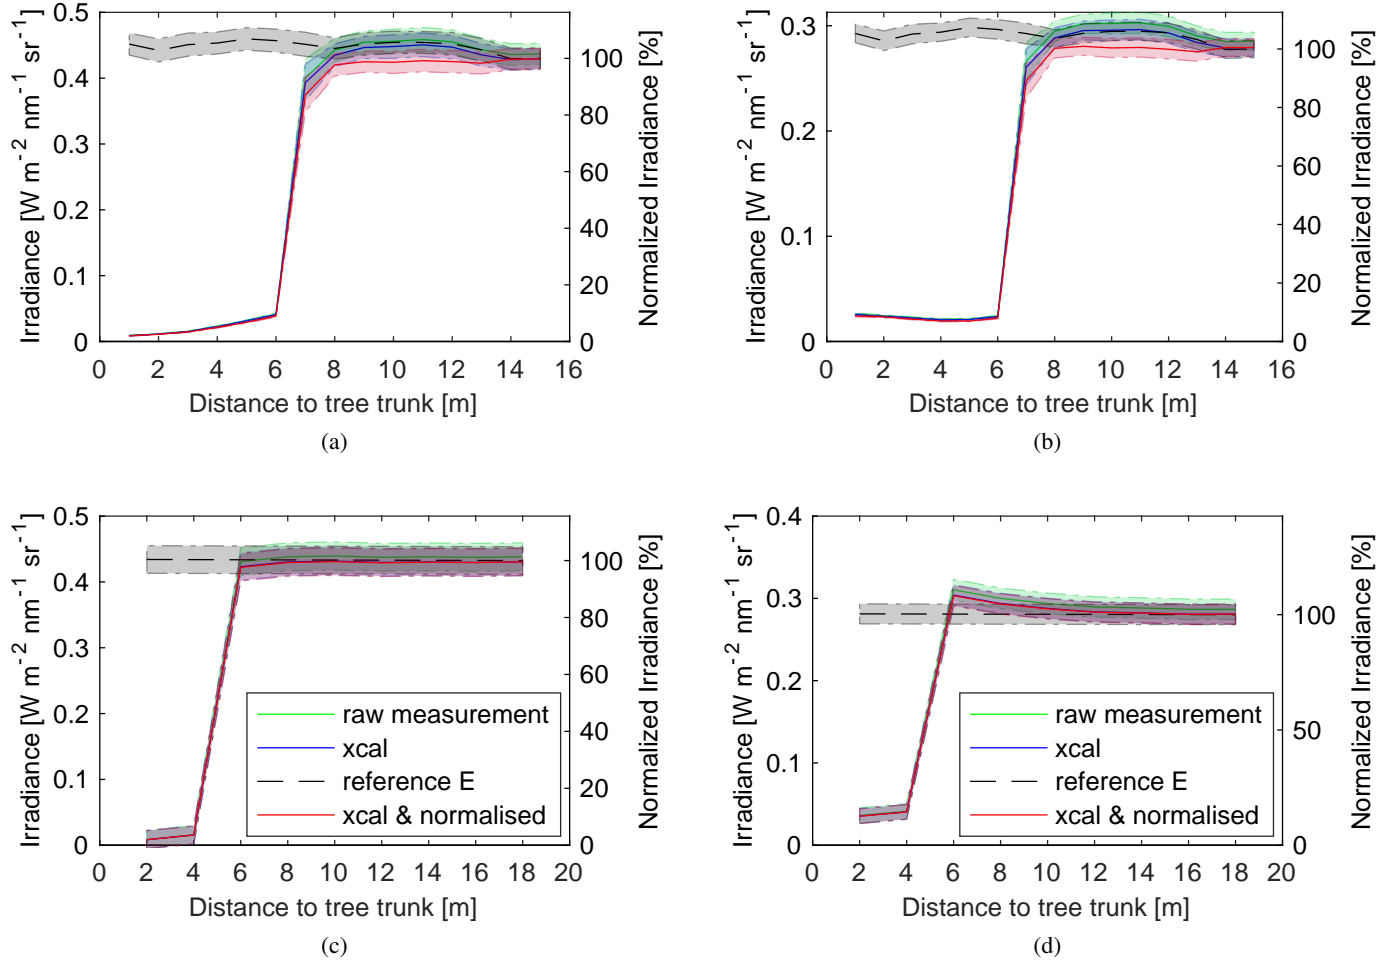 Irradiance [W m-2 nm-1 sr-1]
0.5
0.4
0.3
0.2
0.1
0
100
80
60
40
20
0
Normalized Irradiance [%]
0 2 4 6 8 10 12 14 16
Distance to tree trunk [m]
(a)
Irradiance [W m-2 nm-1 sr-1]
0.3
0.2
0.1
0
100
80
60
40
20
0
Normalized Irradiance [%]
0 2 4 6 8 10 12 14 16
Distance to tree trunk [m]
(b)
Irradiance [W m-2 nm-1 sr-1]
0.5
0.4
0.3
0.2
0.1
0
raw measurement
xcal
reference E
xcal & normalised
100
80
60
40
20
0
Normalized Irradiance [%]
0 2 4 6 8 10 12 14 16 18 20
Distance to tree trunk [m]
(c)
Irradiance [W m-2 nm-1 sr-1]
0.4
0.3
0.2
0.1
0
raw measurement
xcal
reference E
xcal & normalised
100
50
0
Normalized Irradiance [%]
0 2 4 6 8 10 12 14 16 18 20
Distance to tree trunk [m]
(d)